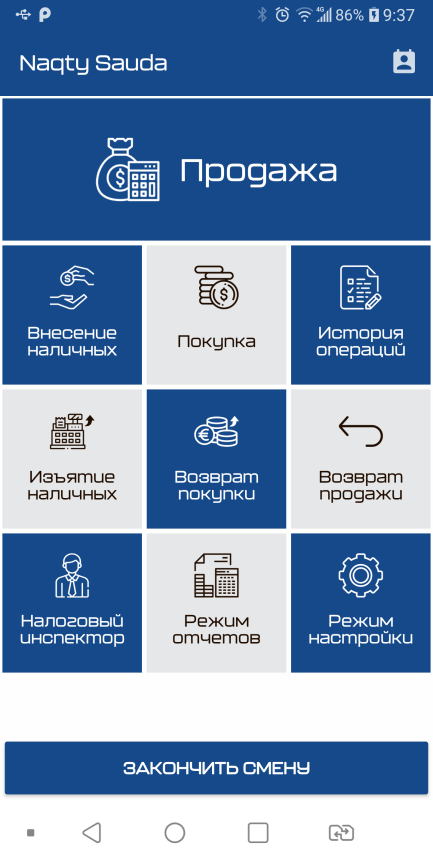 4G 86% 9:37
Naqty Sauda
Продажа
Внесение
наличных
Покупка
История
операций
Изъятие
наличных
Возврат
покупки
Возврат
продажи
Налоговый
инспектор
Режим
отчетов
Режим
настройки
ЗАКОНЧИТЬ СМЕНУ